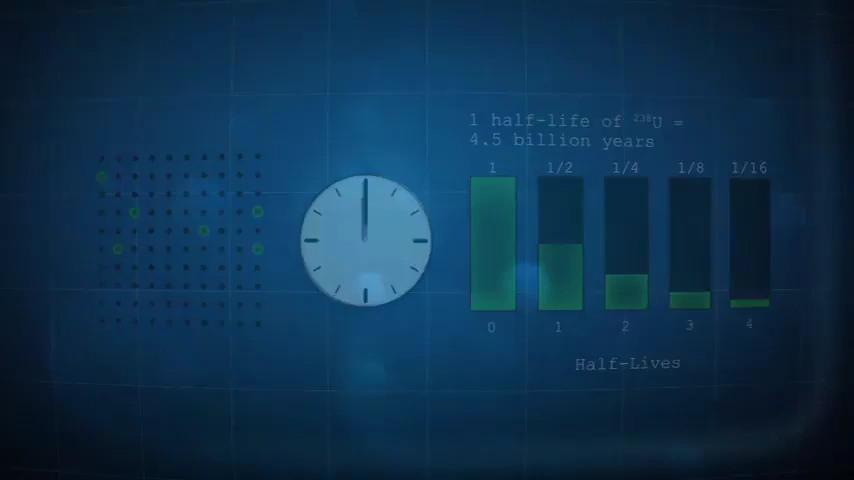 1 half-life of ²³⁸U =
4.5 billion years
1 1/2 1/4 1/8 1/16
0 1 2 3 4
Half-Lives